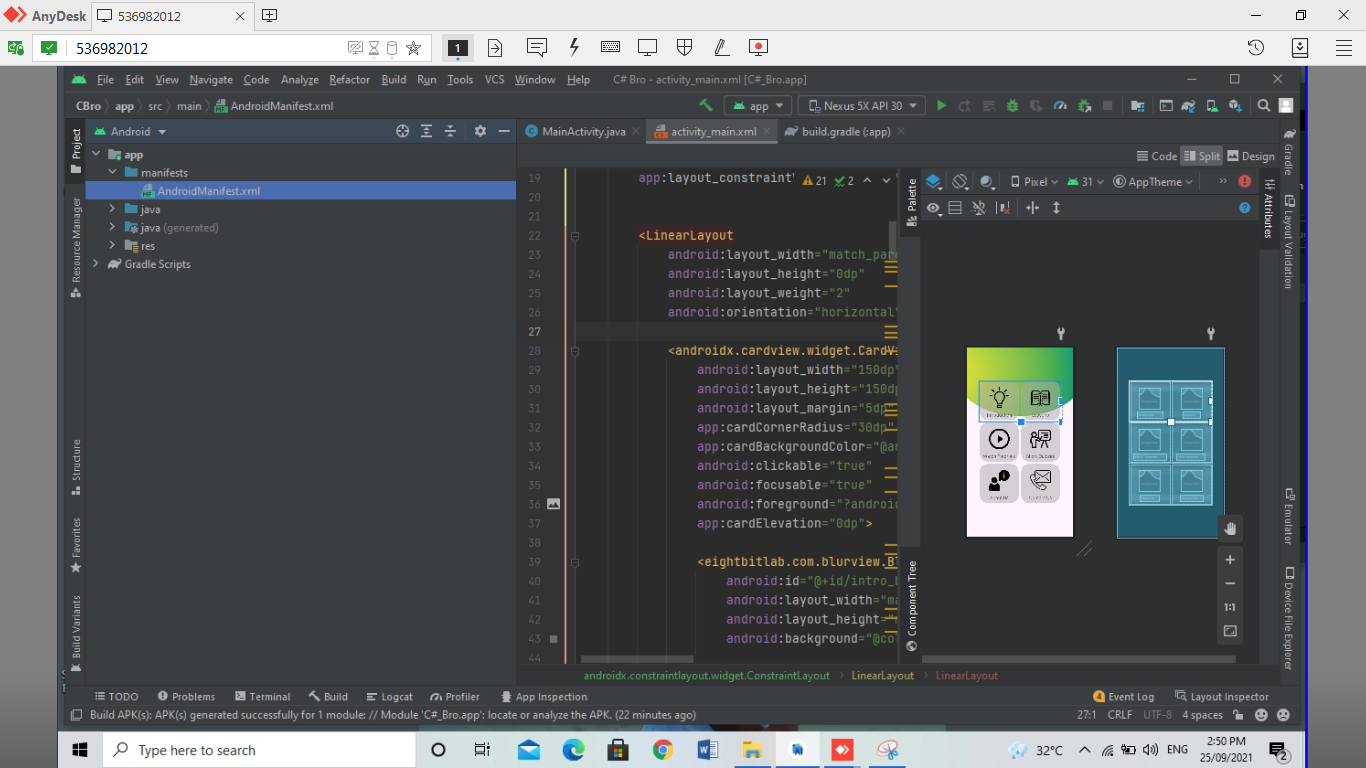 AnyDesk
536982012
536982012
1
File Edit View Navigate Code Analyze Refactor Build Run Tools VCS Window Help C# Bro - activity_main.xml [C#_Bro.app]
CBro app src main AndroidManifest.xml
app Nexus 5X API 30
Project
Android
MainActivity.java activity_main.xml build.gradle (:app)
Code Split Design
app
manifests
AndroidManifest.xml
java
java (generated)
res
Gradle Scripts
Resource Manager
Structure
Favorites
Build Variants
21 2
19 app:layout_constraint
20
21
22 <LinearLayout
23 android:layout_width="match_par
24 android:layout_height="0dp"
25 android:layout_weight="2"
26 android:orientation="horizontal"
27
28 <androidx.cardview.widget.CardV
29 android:layout_width="150dp"
30 android:layout_height="150dp
31 android:layout_margin="5dp"
32 app:cardCornerRadius="30dp"
33 app:cardBackgroundColor="@an
34 android:clickable="true"
35 android:focusable="true"
36 android:foreground="?androi
37 app:cardElevation="0dp">
38
39 <eightbitlab.com.blurview.Bl
40 android:id="@+id/intro_
41 android:layout_width="ma
42 android:layout_height="
43 android:background="@co
44
Palette
Pixel 31 AppTheme
Component Tree
1:1
Gradle
Attributes
Layout Validation
Emulator
Device File Explorer
androidx.constraintlayout.widget.ConstraintLayout LinearLayout LinearLayout
TODO Problems Terminal Build Logcat Profiler App Inspection 4 Event Log Layout Inspector
Build APK(s): APK(s) generated successfully for 1 module: // Module 'C#_Bro.app': locate or analyze the APK. (22 minutes ago) 27:1 CRLF UTF-8 4 spaces
Type here to search
32°C ENG
2:50 PM
25/09/2021
2